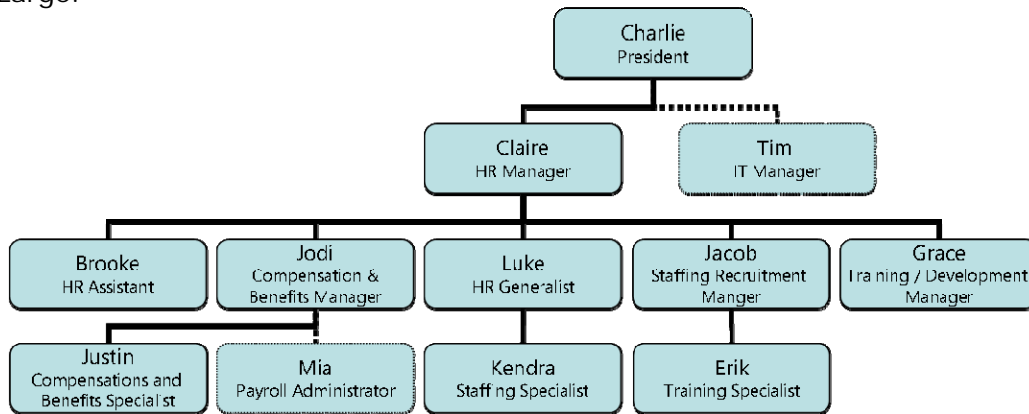 Large.
Charlie
President
Claire
HR Manager
Tim
IT Manager
Brooke
HR Assistant
Jodi
Compensation &
Benefits Manager
Luke
HR Generalist
Jacob
Staffing Recruitment
Manger
Grace
Training / Development
Manager
Justin
Compensations and
Benefits Specialist
Mia
Payroll Administrator
Kendra
Staffing Specialist
Erik
Training Specialist